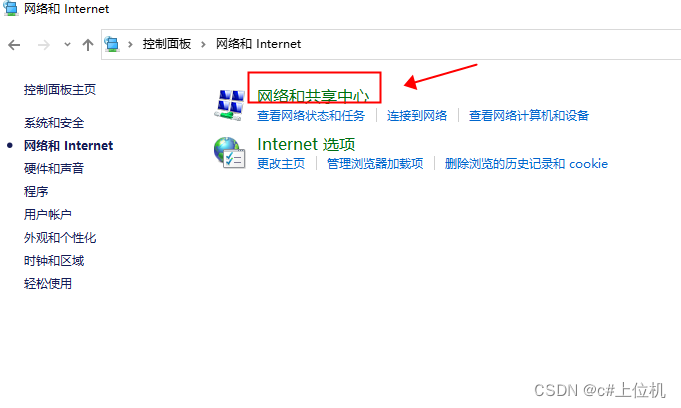 网络和 Internet
控制面板 网络和 Internet
控制面板主页
系统和安全
网络和 Internet
硬件和声音
程序
用户帐户
外观和个性化
时钟和区域
轻松使用
网络和共享中心
查看网络状态和任务 连接到网络 查看网络计算机和设备
Internet 选项
更改主页 管理浏览器加载项 删除浏览的历史记录和 cookie
CSDN @c#上位机